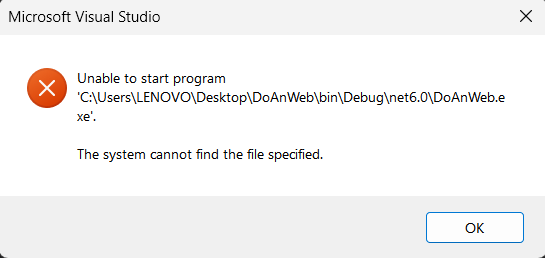 Microsoft Visual Studio
Unable to start program
'C:\Users\LENOVO\Desktop\DoAnWeb\bin\Debug\net6.0\DoAnWeb.e
xe'.
The system cannot find the file specified.
OK